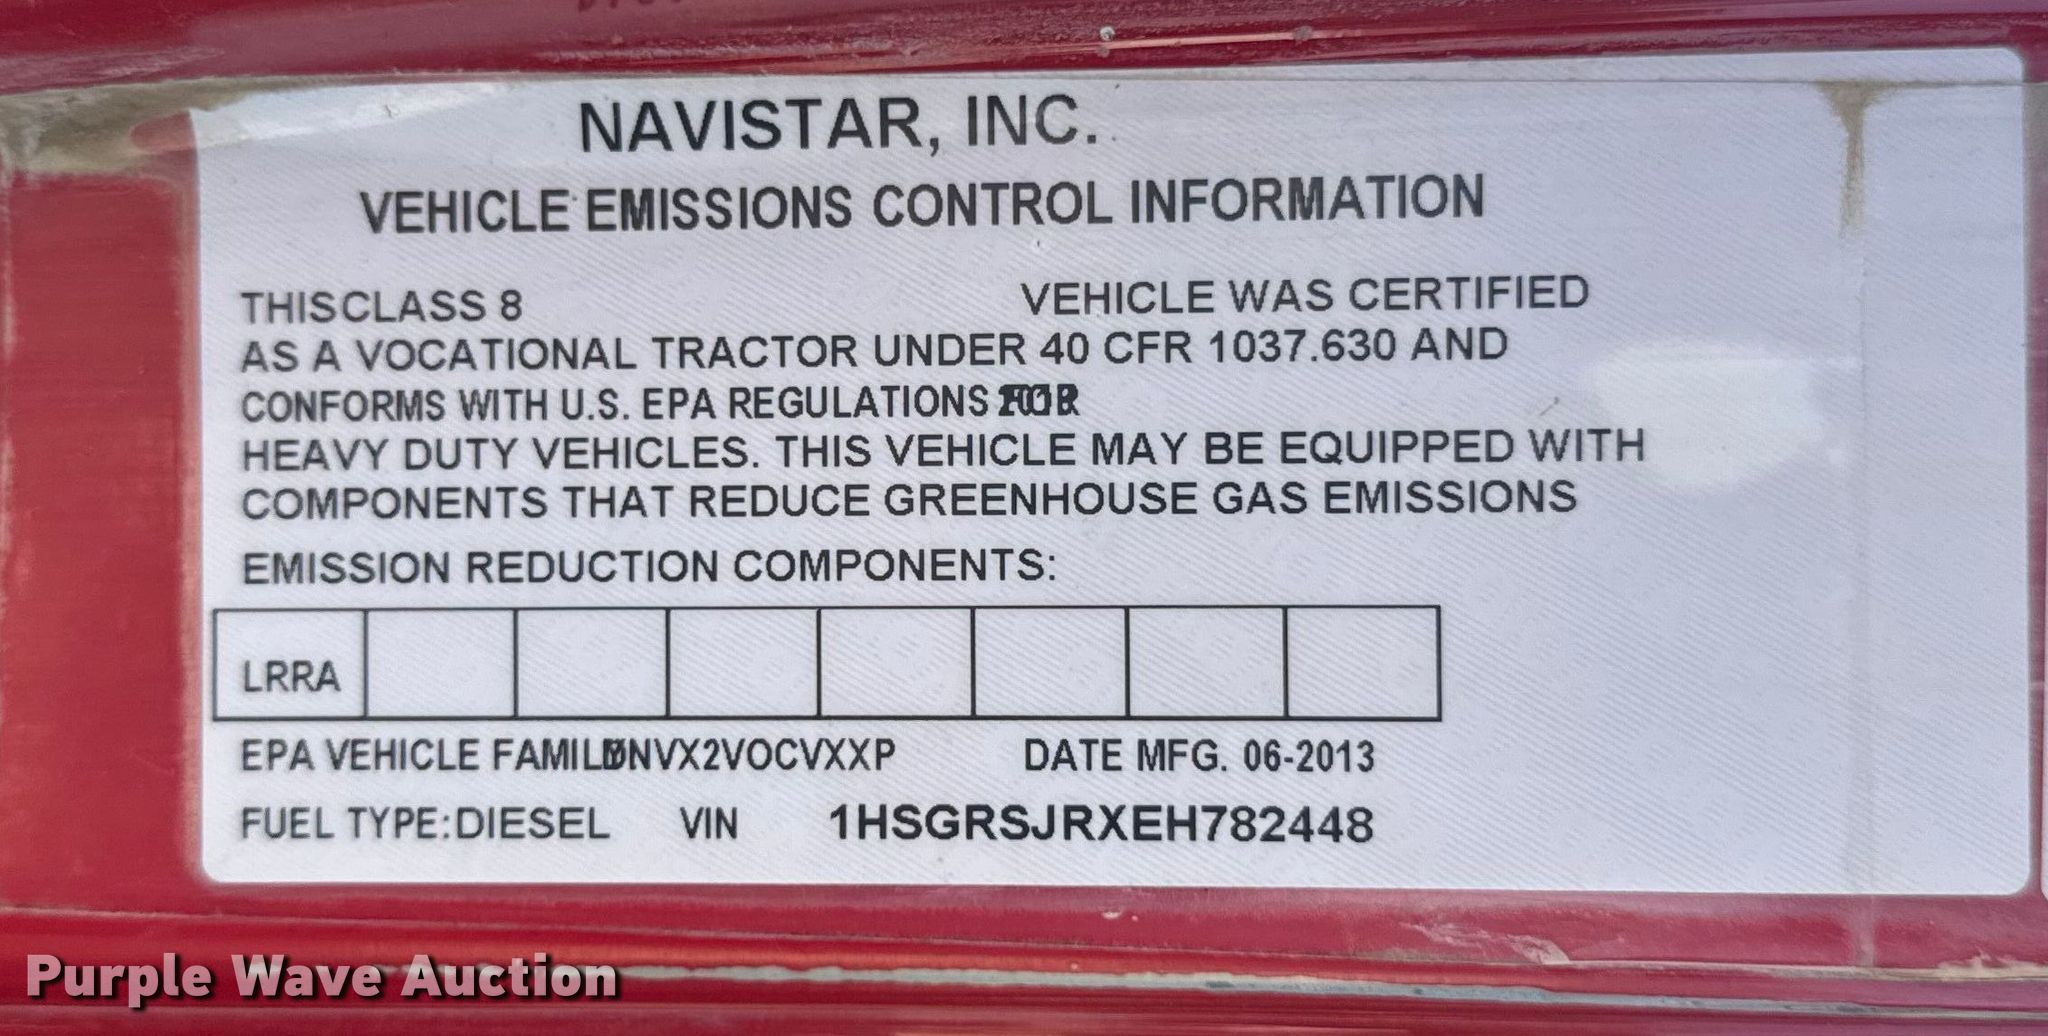 NAVISTAR, INC.
VEHICLE EMISSIONS CONTROL INFORMATION
THISCLASS 8 VEHICLE WAS CERTIFIED
AS A VOCATIONAL TRACTOR UNDER 40 CFR 1037.630 AND
CONFORMS WITH U.S. EPA REGULATIONS
HEAVY DUTY VEHICLES. THIS VEHICLE MAY BE EQUIPPED WITH
COMPONENTS THAT REDUCE GREENHOUSE GAS EMISSIONS
EMISSION REDUCTION COMPONENTS:
LRRA
EPA VEHICLE DATE MFG. 06-2013
FUEL TYPE:DIESEL VIN 1HSGRSJRXEH782448
Purple Wave Auction